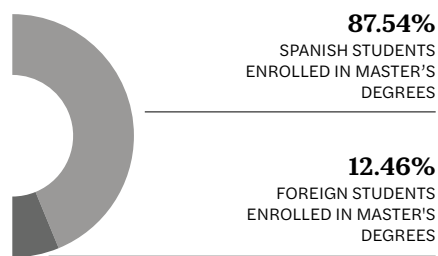 87.54%
SPANISH STUDENTS
ENROLLED IN MASTER’S
DEGREES
12.46%
FOREIGN STUDENTS
ENROLLED IN MASTER'S
DEGREES